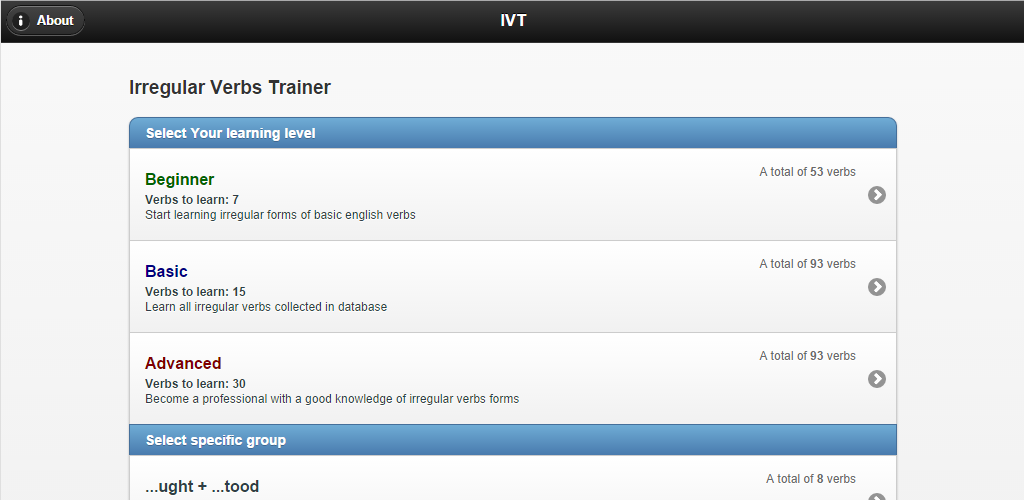 About
IVT
Irregular Verbs Trainer
Select Your learning level
Beginner
A total of 53 verbs
Verbs to learn: 7
Start learning irregular forms of basic english verbs
Basic
A total of 93 verbs
Verbs to learn: 15
Learn all irregular verbs collected in database
Advanced
A total of 93 verbs
Verbs to learn: 30
Become a professional with a good knowledge of irregular verbs forms
Select specific group
...ught + ...tood
A total of 8 verbs